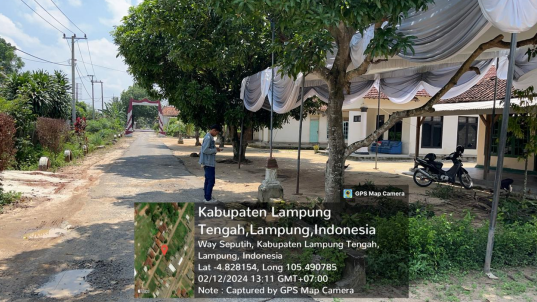 GPS Map Camera
Kabupaten Lampung
Tengah,Lampung,Indonesia
Way Seputih, Kabupaten Lampung Tengah,
Lampung, Indonesia
Lat -4.828154, Long 105.490785
02/12/2024 13:11 GMT+07:00
Note : Captured by GPS Map Camera